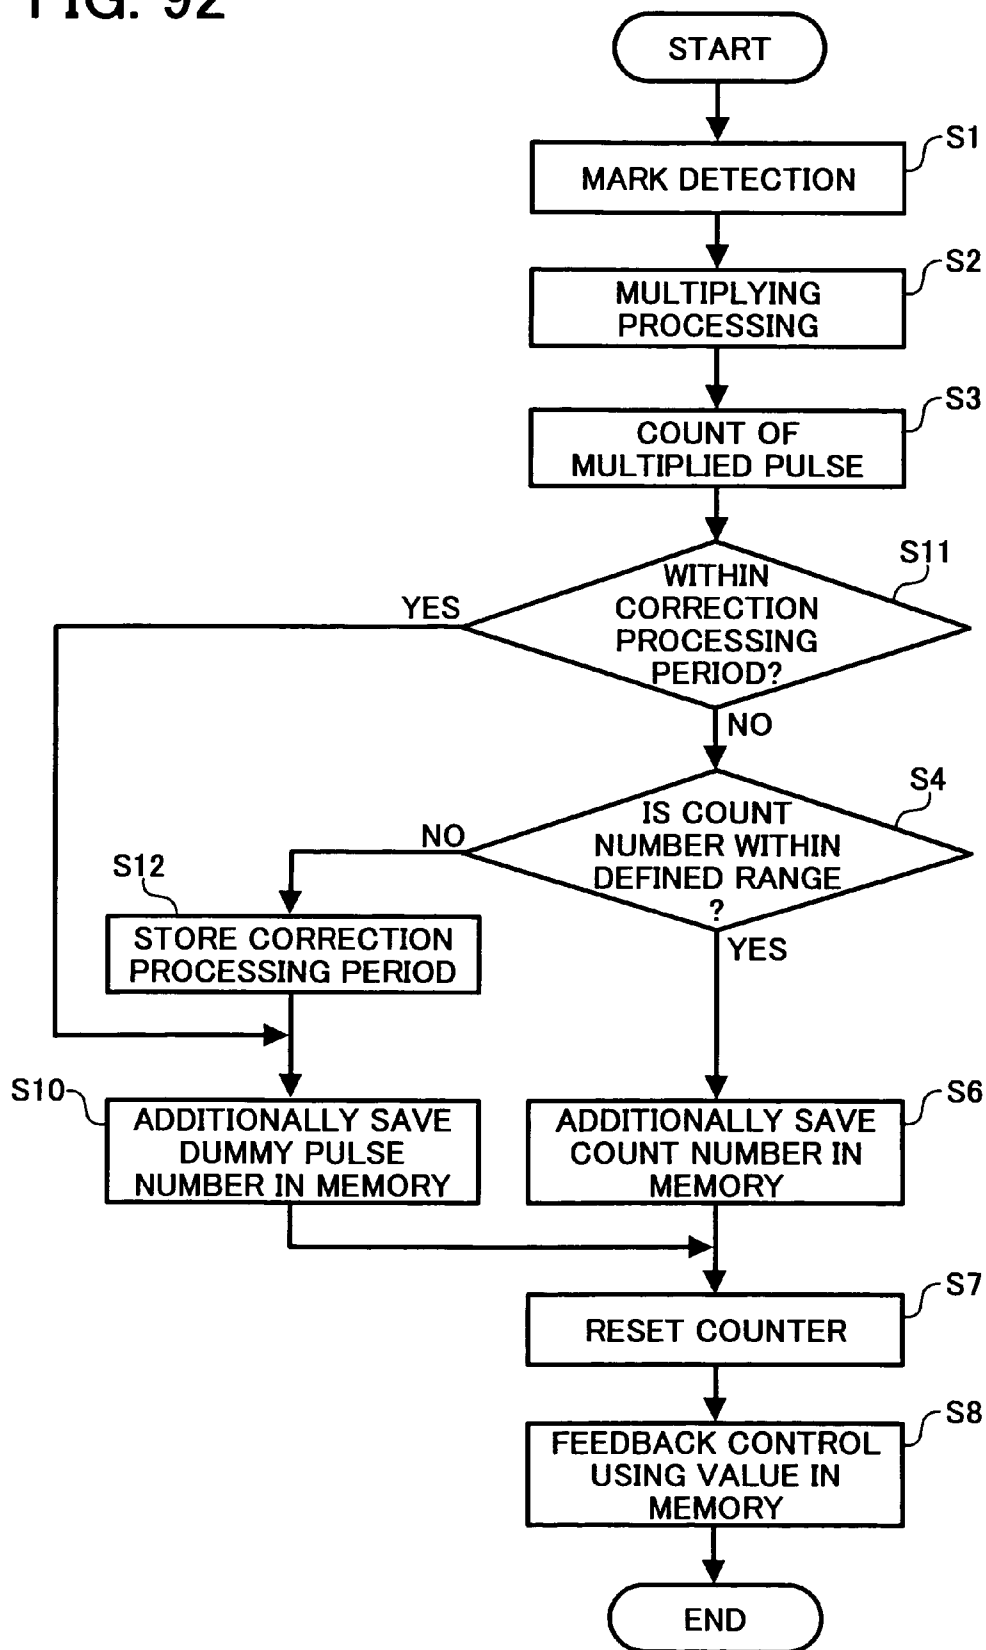 FIG. 92
START
S1
MARK DETECTION
S2
MULTIPLYING
PROCESSING
S3
COUNT OF
MULTIPLIED PULSE
S11
WITHIN
CORRECTION
PROCESSING
PERIOD?
YES
NO
S4
IS COUNT
NUMBER WITHIN
DEFINED RANGE
?
NO
YES
S12
STORE CORRECTION
PROCESSING PERIOD
S10
ADDITIONALLY SAVE
DUMMY PULSE
NUMBER IN MEMORY
S6
ADDITIONALLY SAVE
COUNT NUMBER IN
MEMORY
S7
RESET COUNTER
S8
FEEDBACK CONTROL
USING VALUE IN
MEMORY
END